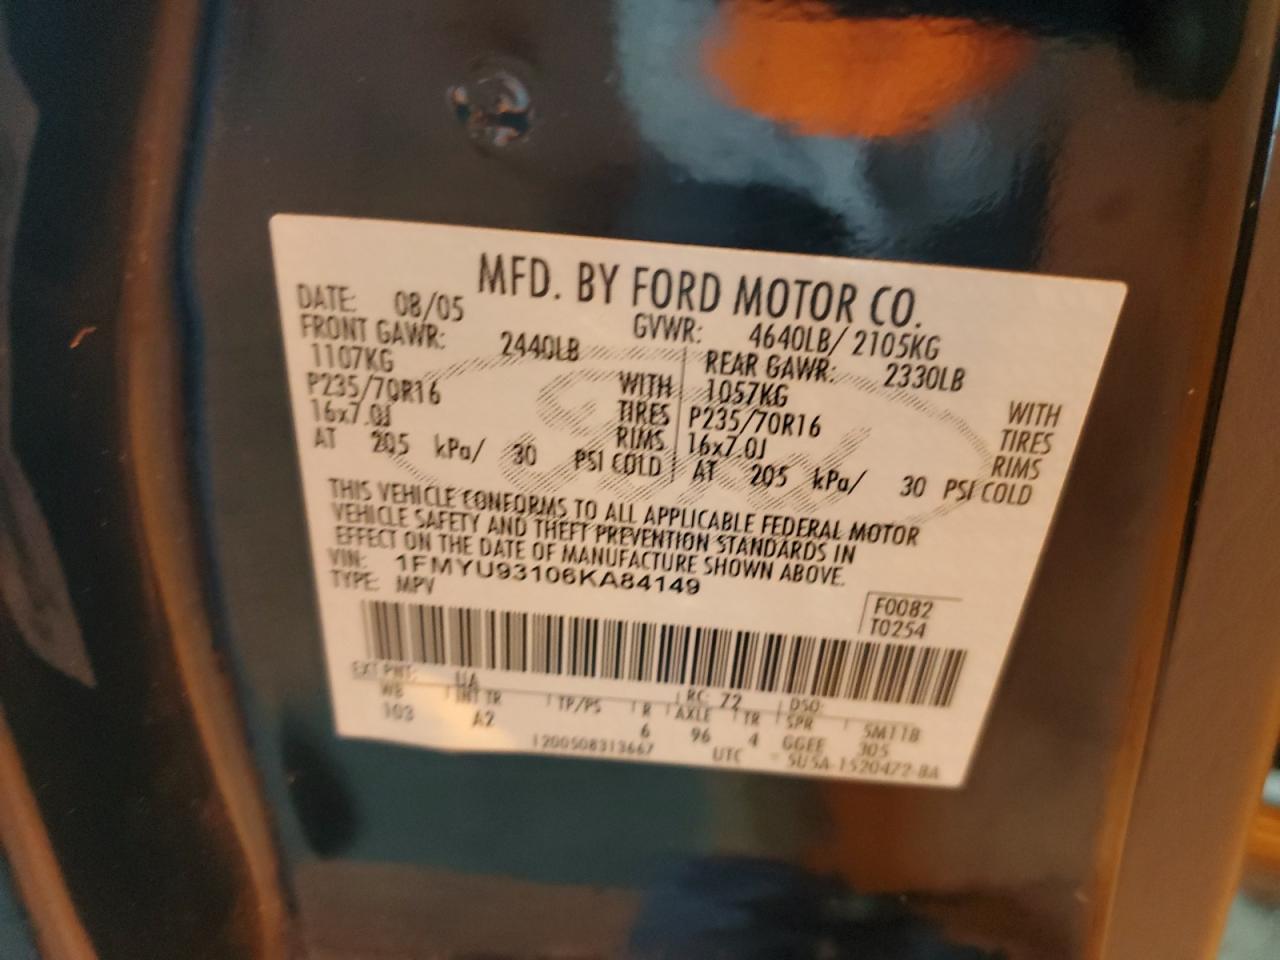 MFD. BY FORD MOTOR CO.
DATE: 08/05 GVWR: 4640LB/ 2105KG
FRONT GAWR: 2440LB REAR GAWR: 2330LB
1107KG WITH 1057KG WITH
P235/70R16 TIRES P235/70R16 TIRES
16x7.0J RIMS 16x7.0J RIMS
AT 205 kPa/ 30 PSI COLD AT 205 kPa/ 30 PSI COLD
THIS VEHICLE CONFORMS TO ALL APPLICABLE FEDERAL MOTOR
VEHICLE SAFETY AND THEFT PREVENTION STANDARDS IN
EFFECT ON THE DATE OF MANUFACTURE SHOWN ABOVE.
VIN: 1FMYU93106KA84149
TYPE: MPV
F0082
T0254
EXT PNT: UA RC: 72 DSO:
WB INT TR TP/PS R AXLE TR SPR 5M11B
103 A2 6 96 4 GGEE 305
1200508313667 UTC 5U5A-1520472-BA